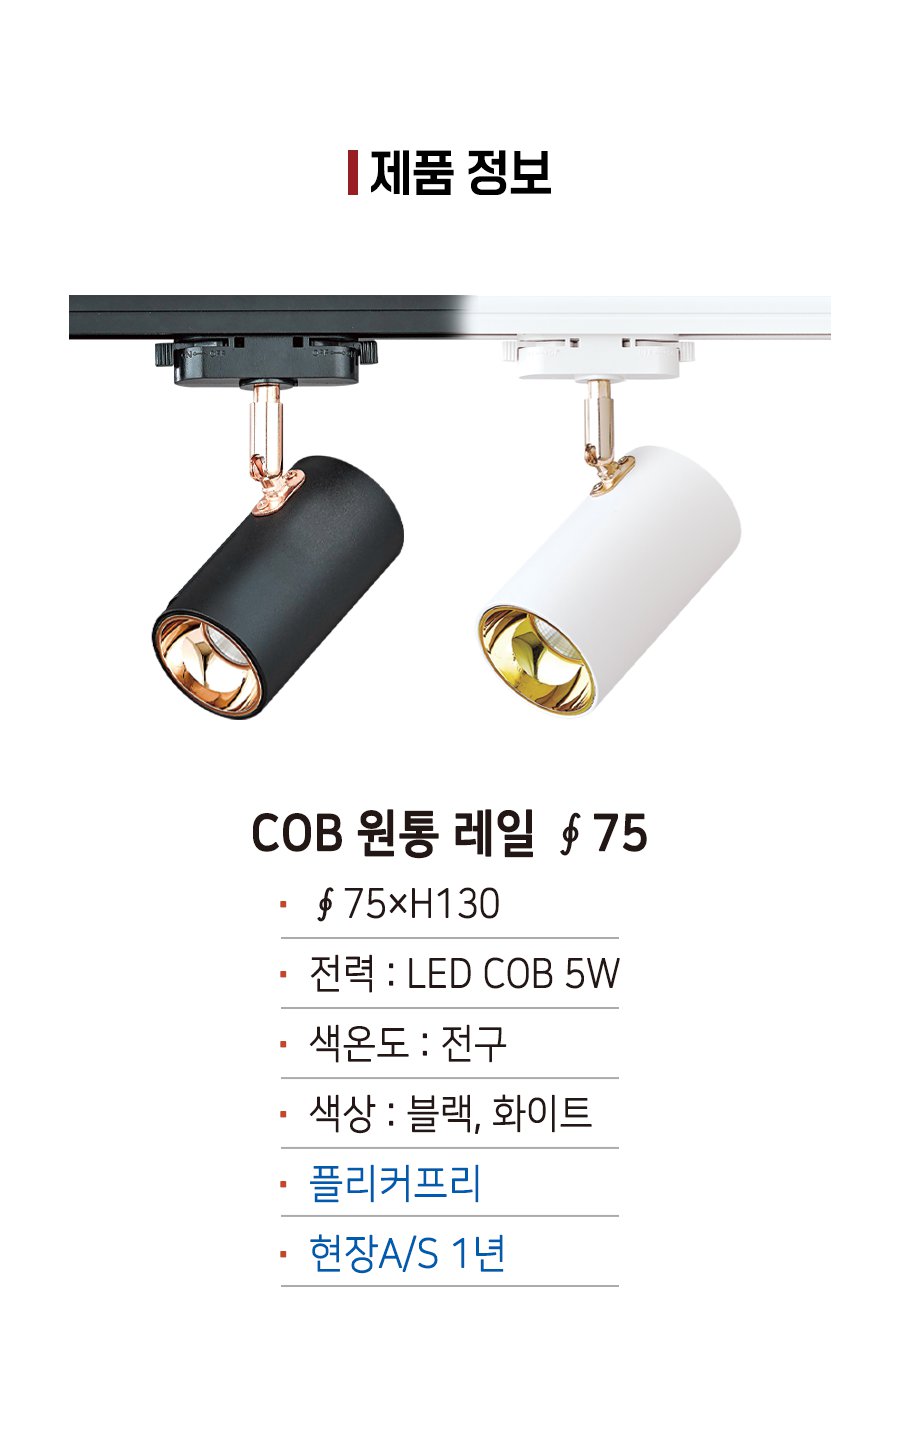 제품 정보
COB 원통 레일 ∮75
∮75×H130
전력 : LED COB 5W
색온도 : 전구
색상 : 블랙, 화이트
플리커프리
현장A/S 1년